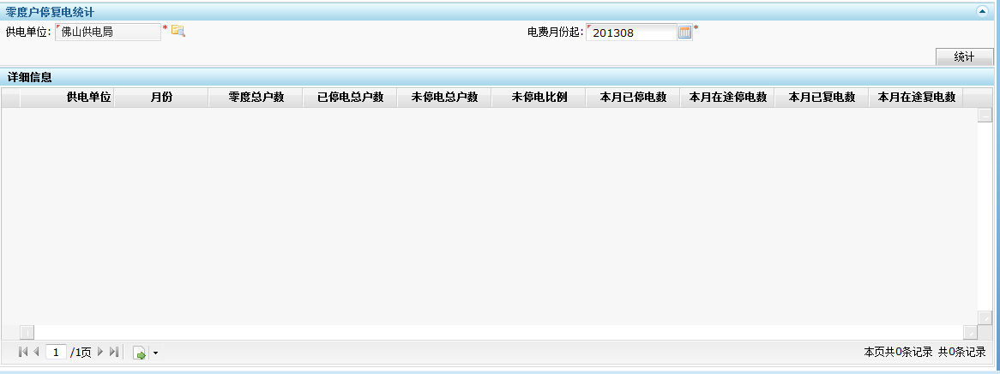 零度户停复电统计
供电单位: 佛山供电局 * 电费月份起: 201308 *
统计
详细信息
供电单位 月份 零度总户数 已停电总户数 未停电总户数 未停电比例 本月已停电数 本月在途停电数 本月已复电数 本月在途复电数
1 /1页 本页共0条记录 共0条记录